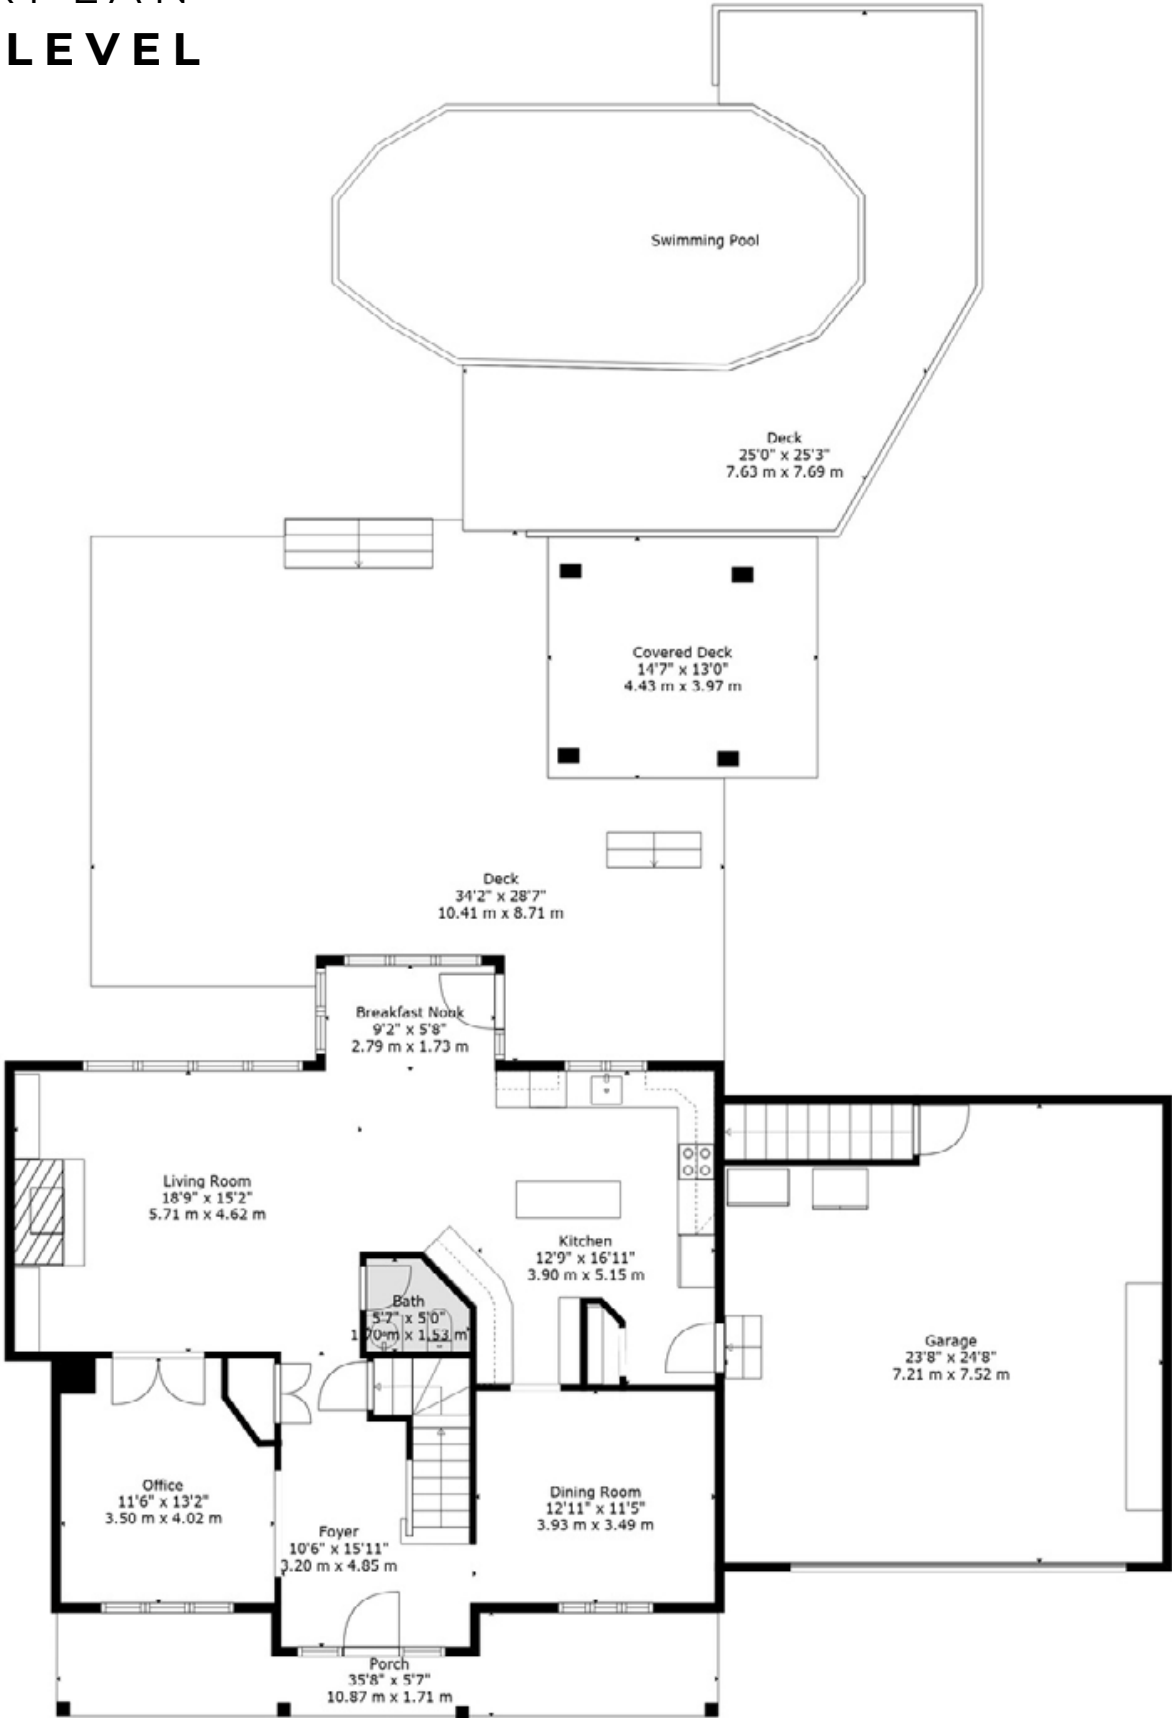 LEVEL
Swimming Pool
Deck
25'0" x 25'3"
7.63 m x 7.69 m
Covered Deck
14'7" x 13'0"
4.43 m x 3.97 m
Deck
34'2" x 28'7"
10.41 m x 8.71 m
Breakfast Nook
9'2" x 5'8"
2.79 m x 1.73 m
Living Room
18'9" x 15'2"
5.71 m x 4.62 m
Kitchen
12'9" x 16'11"
3.90 m x 5.15 m
Bath
5'7" x 5'0"
1.70 m x 1.53 m
Garage
23'8" x 24'8"
7.21 m x 7.52 m
Office
11'6" x 13'2"
3.50 m x 4.02 m
Dining Room
12'11" x 11'5"
3.93 m x 3.49 m
Foyer
10'6" x 15'11"
3.20 m x 4.85 m
Porch
35'8" x 5'7"
10.87 m x 1.71 m